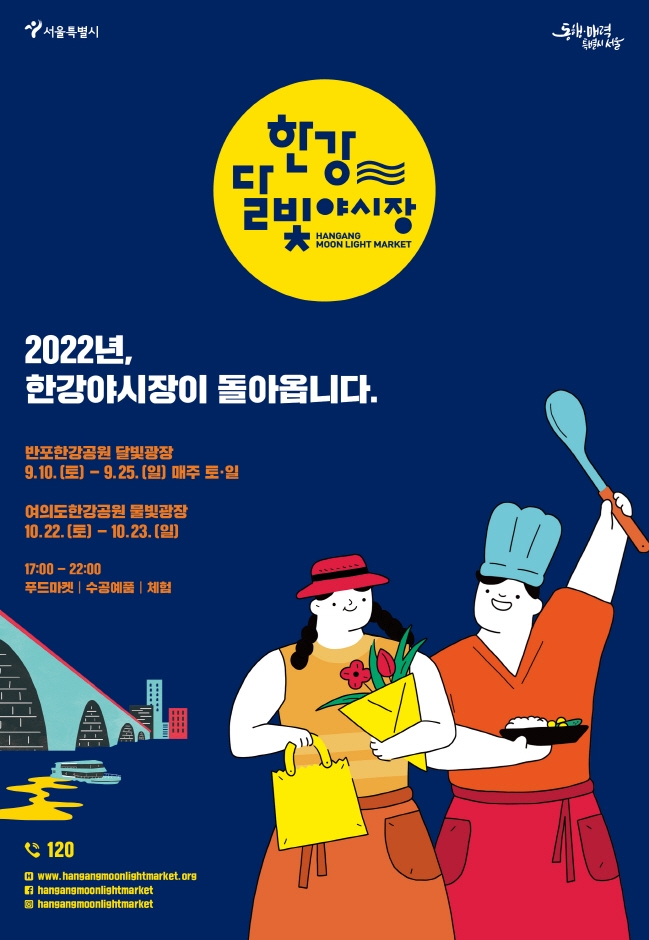 서울특별시
동행·매력
특별시 서울
한강
달빛야시장
HANGANG
MOON LIGHT MARKET
2022년,
한강야시장이 돌아옵니다.
반포한강공원 달빛광장
9.10.(토) – 9.25.(일) 매주 토·일
여의도한강공원 물빛광장
10.22.(토) – 10.23.(일)
17:00 – 22:00
푸드마켓 | 수공예품 | 체험
120
www.hangangmoonlightmarket.org
hangangmoonlightmarket
hangangmoonlightmarket